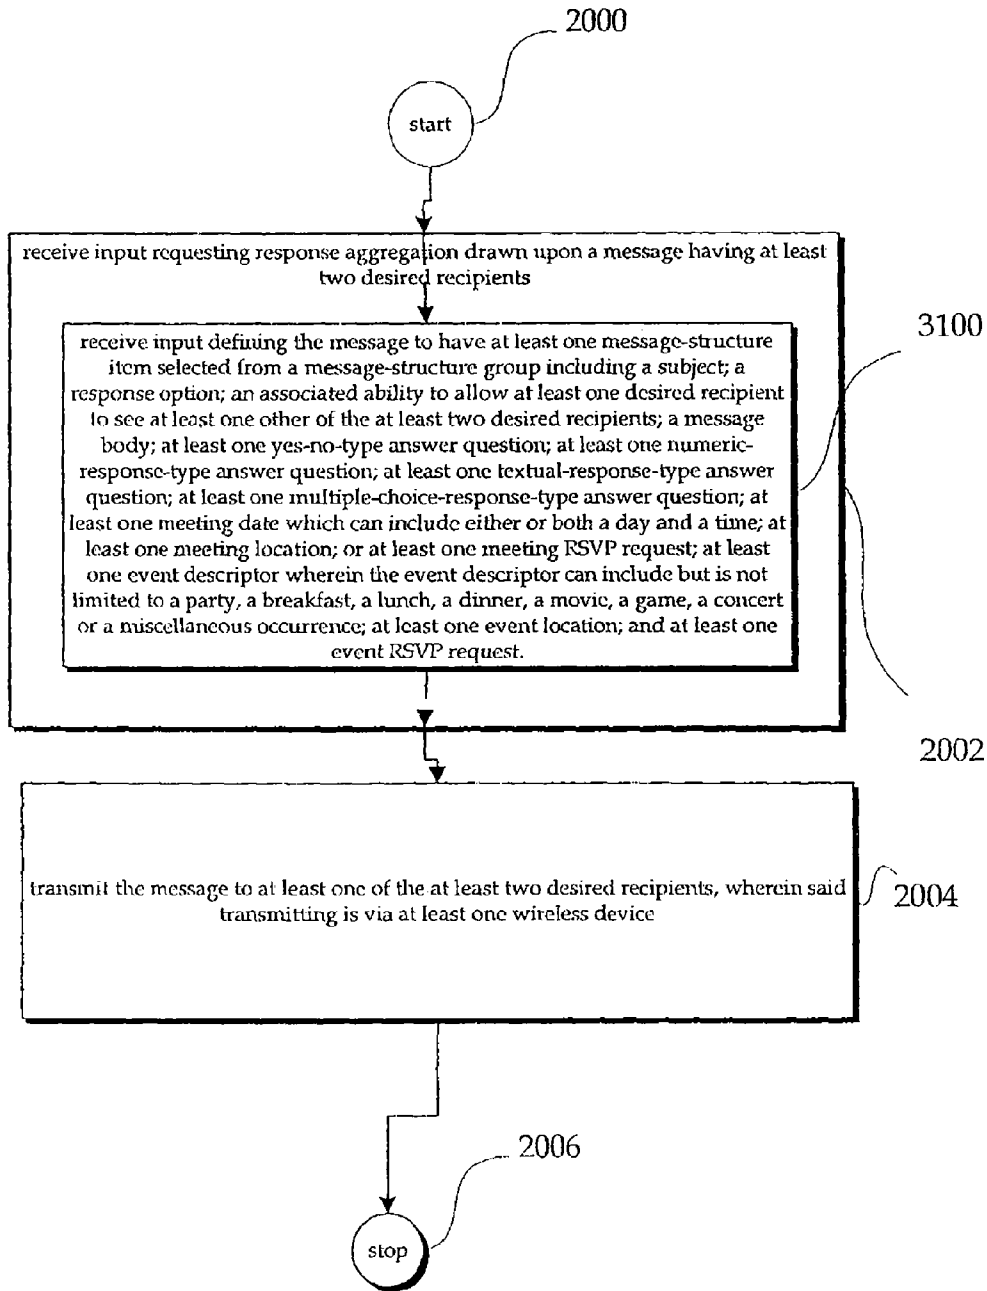 2000
start
receive input requesting response aggregation drawn upon a message having at least
two desired recipients
3100
receive input defining the message to have at least one message-structure
item selected from a message-structure group including a subject; a
response option; an associated ability to allow at least one desired recipient
to see at least one other of the at least two desired recipients; a message
body; at least one yes-no-type answer question; at least one numeric-
response-type answer question; at least one textual-response-type answer
question; at least one multiple-choice-response-type answer question; at
least one meeting date which can include either or both a day and a time; at
least one meeting location; or at least one meeting RSVP request; at least
one event descriptor wherein the event descriptor can include but is not
limited to a party, a breakfast, a lunch, a dinner, a movie, a game, a concert
or a miscellaneous occurrence; at least one event location; and at least one
event RSVP request.
2002
transmit the message to at least one of the at least two desired recipients, wherein said
transmitting is via at least one wireless device
2004
2006
stop